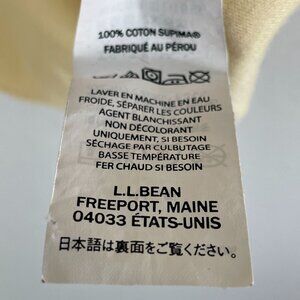 100% COTON SUPIMA®
FABRIQUÉ AU PÉROU
LAVER EN MACHINE EN EAU
FROIDE, SÉPARER LES COULEURS
AGENT BLANCHISSANT
NON DÉCOLORANT
UNIQUEMENT, SI BESOIN
SÉCHAGE PAR CULBUTAGE
BASSE TEMPÉRATURE
FER CHAUD SI BESOIN
L.L.BEAN
FREEPORT, MAINE
04033 ÉTATS-UNIS
日本語は裏面をご覧ください。